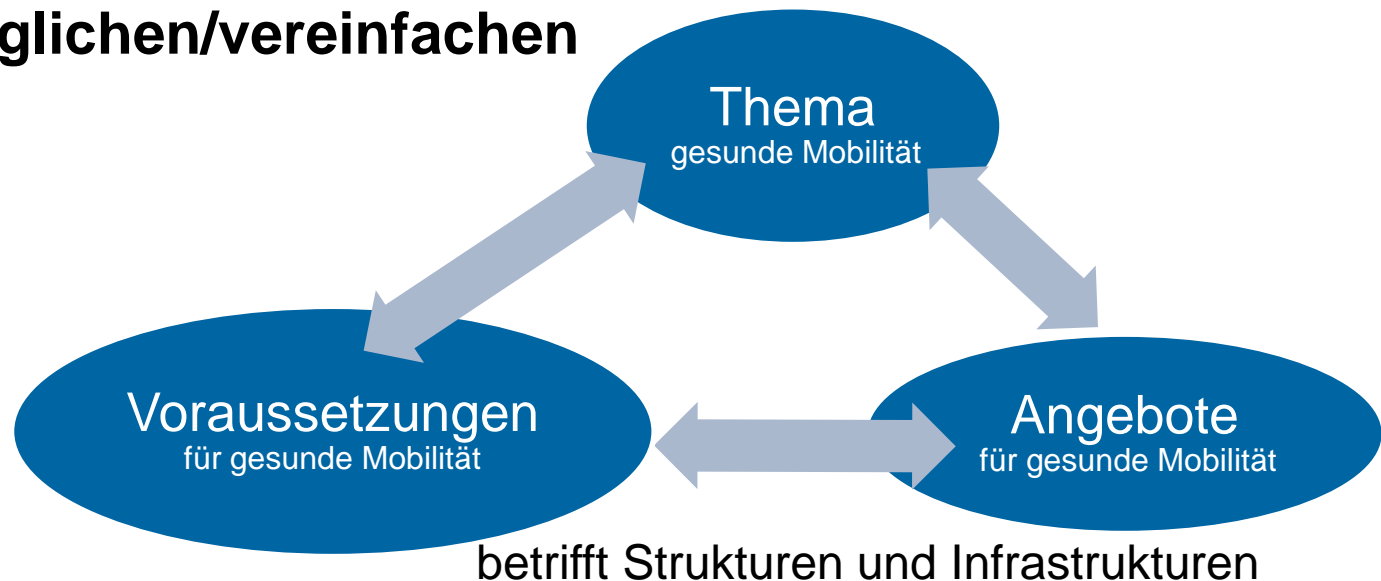 glichen/vereinfachen
Thema
gesunde Mobilität
Voraussetzungen
für gesunde Mobilität
Angebote
für gesunde Mobilität
betrifft Strukturen und Infrastrukturen